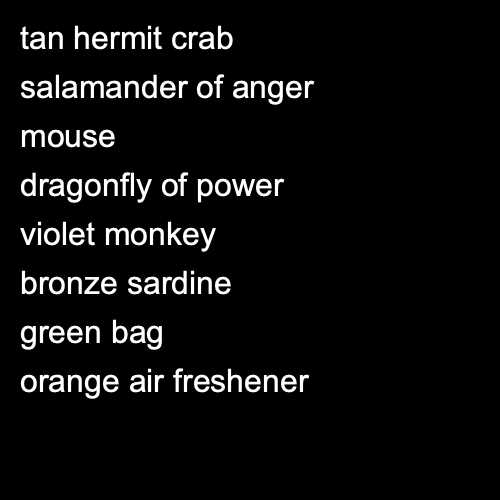 tan hermit crab
salamander of anger
mouse
dragonfly of power
violet monkey
bronze sardine
green bag
orange air freshener